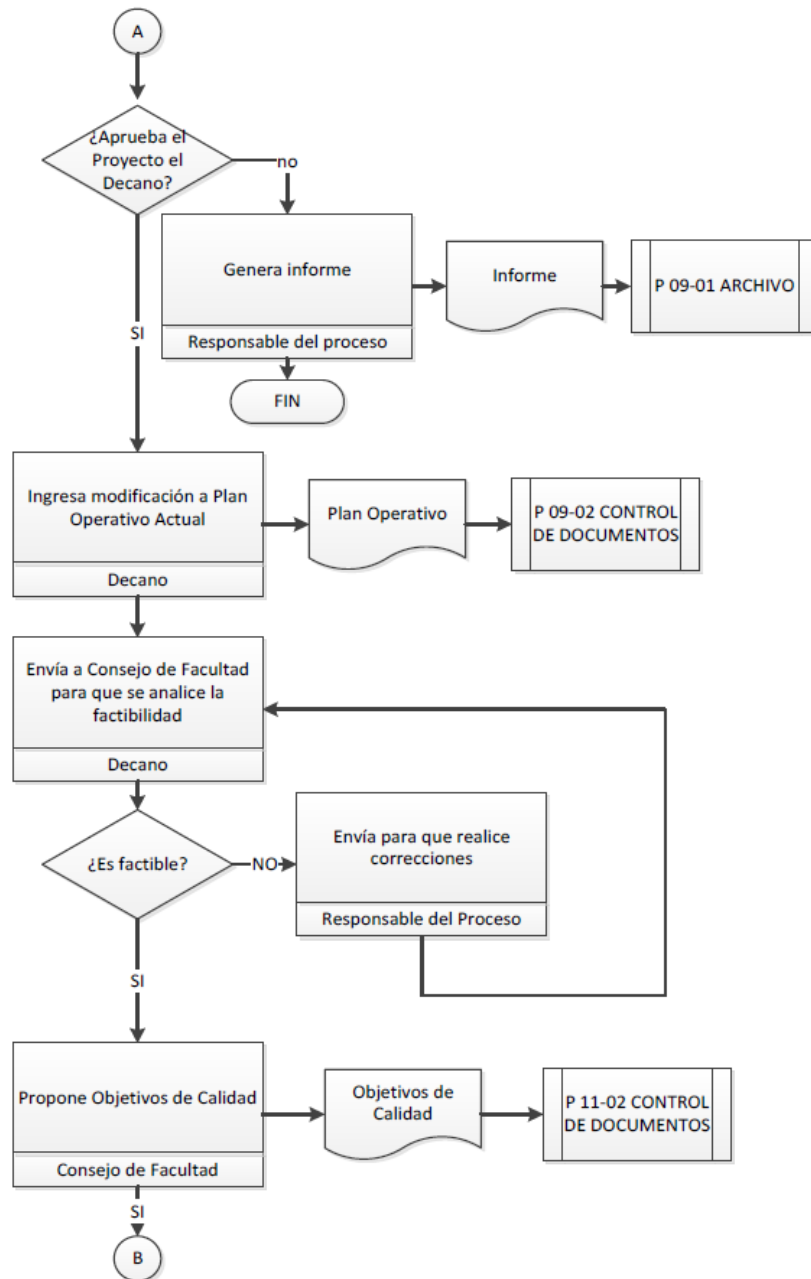 A
¿Aprueba el
Proyecto el
Decano?
no
Genera informe
Responsable del proceso
Informe
P 09-01 ARCHIVO
FIN
SI
Ingresa modificación a Plan
Operativo Actual
Decano
Plan Operativo
P 09-02 CONTROL
DE DOCUMENTOS
Envía a Consejo de Facultad
para que se analice la
factibilidad
Decano
¿Es factible?
NO
Envía para que realice
correcciones
Responsable del Proceso
SI
Propone Objetivos de Calidad
Consejo de Facultad
Objetivos de
Calidad
P 11-02 CONTROL
DE DOCUMENTOS
SI
B